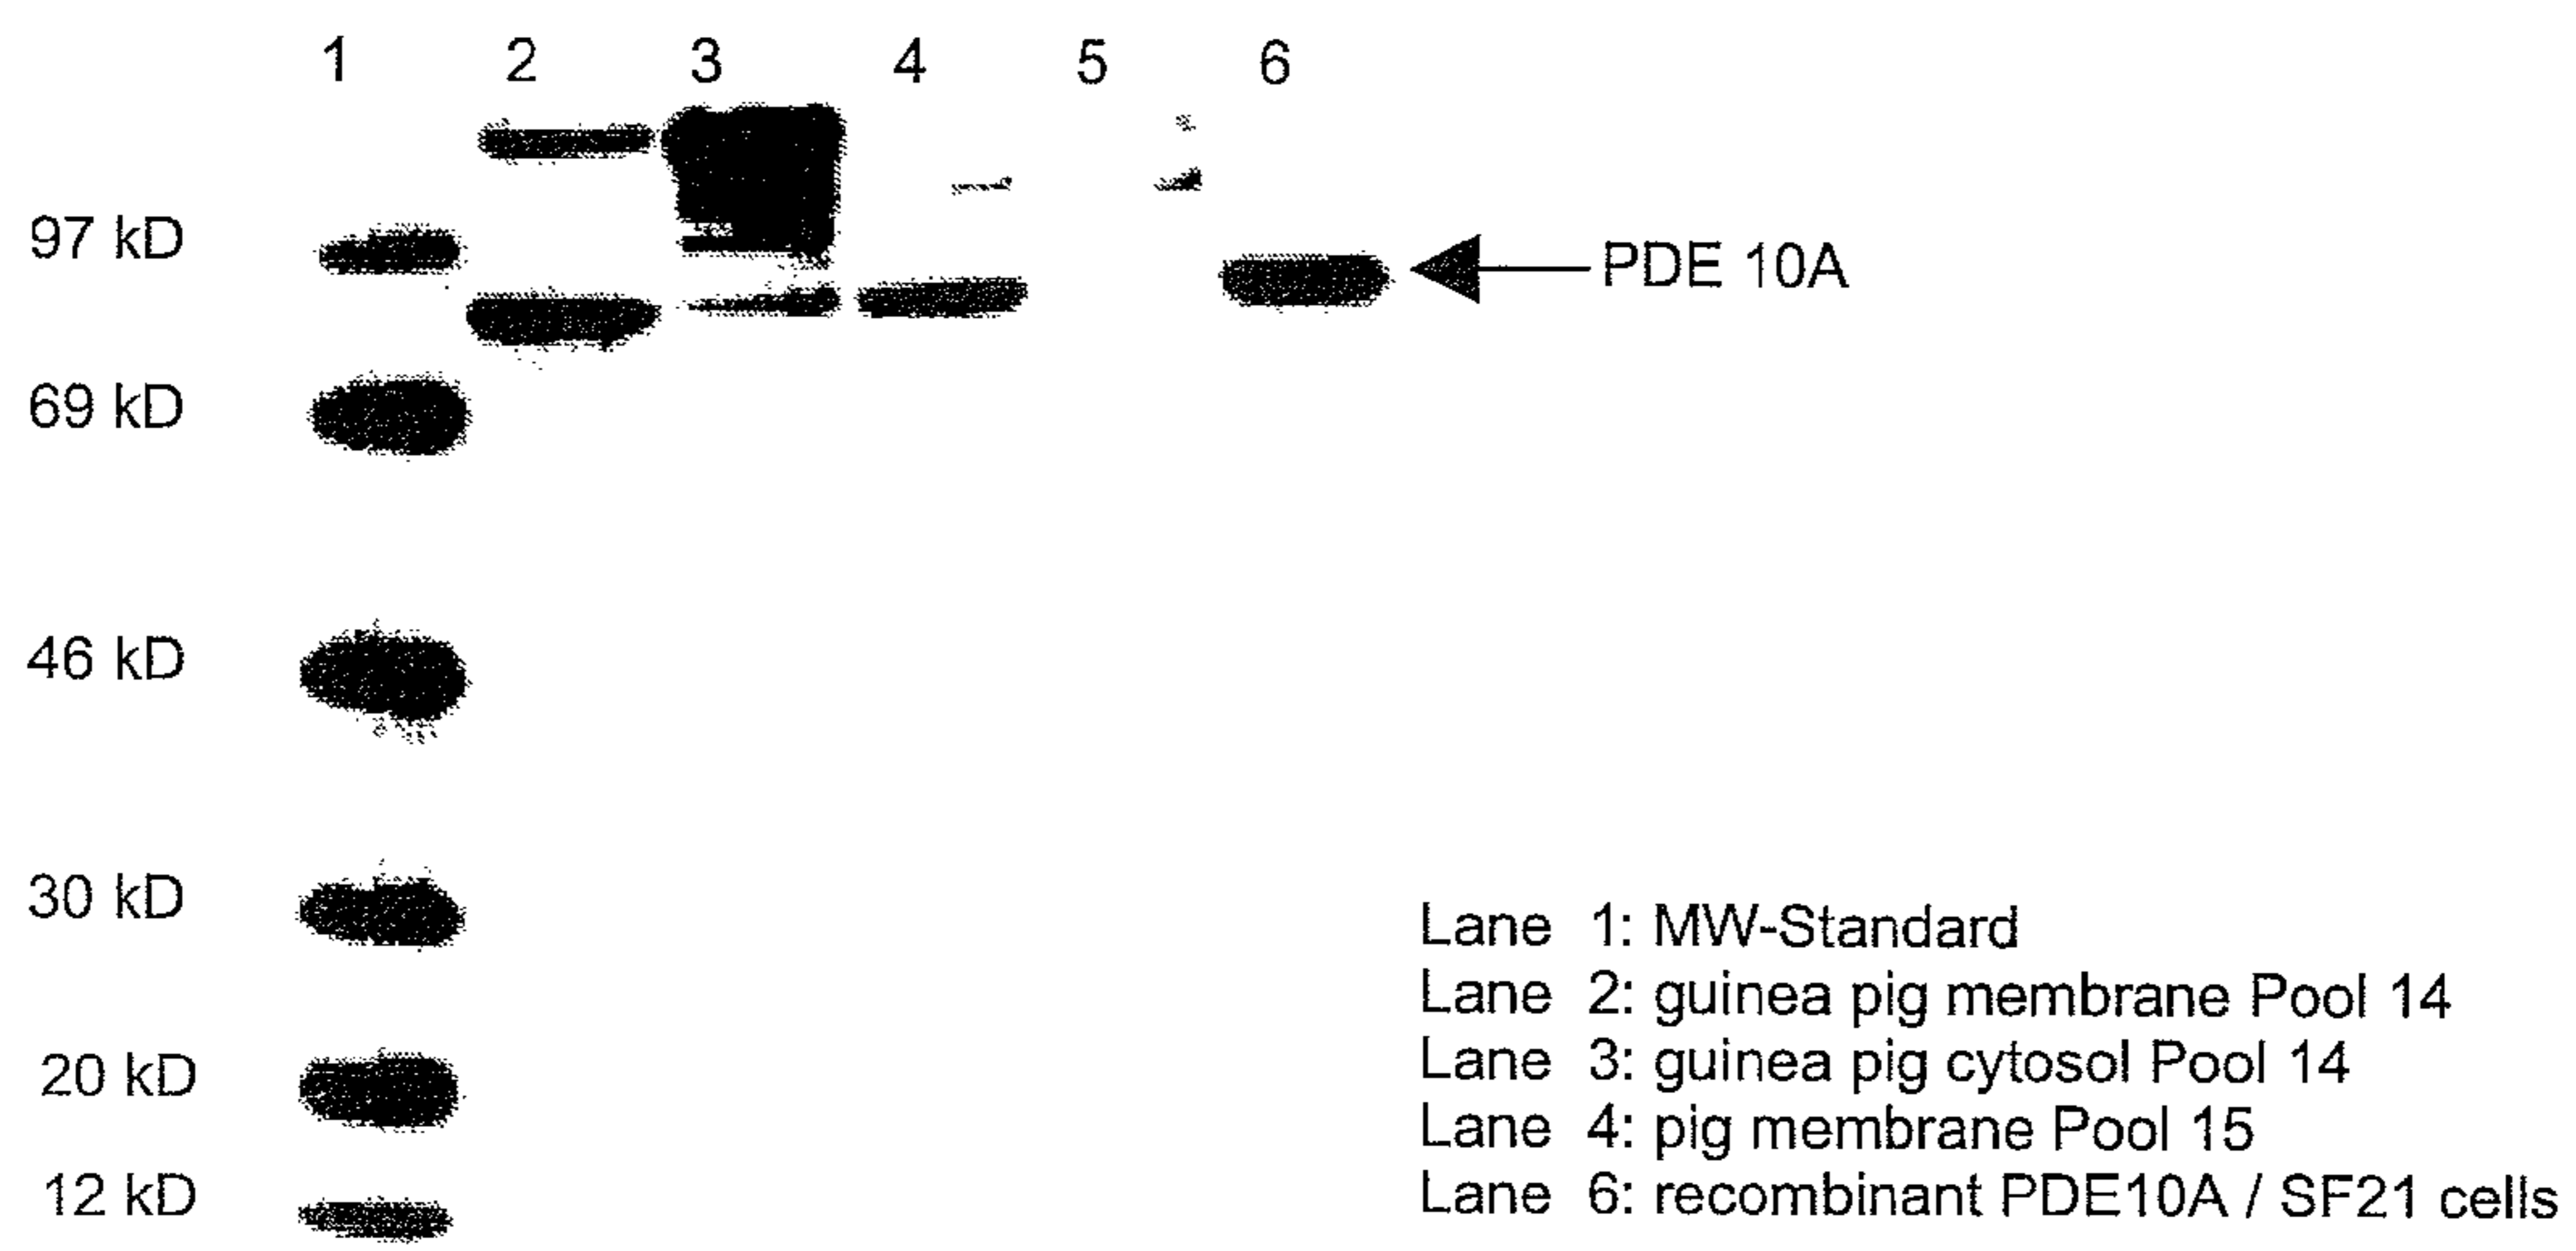 1 2 3 4 5 6
97 kD
PDE 10A
69 kD
46 kD
30 kD
20 kD
12 kD
Lane 1: MW-Standard
Lane 2: guinea pig membrane Pool 14
Lane 3: guinea pig cytosol Pool 14
Lane 4: pig membrane Pool 15
Lane 6: recombinant PDE10A / SF21 cells